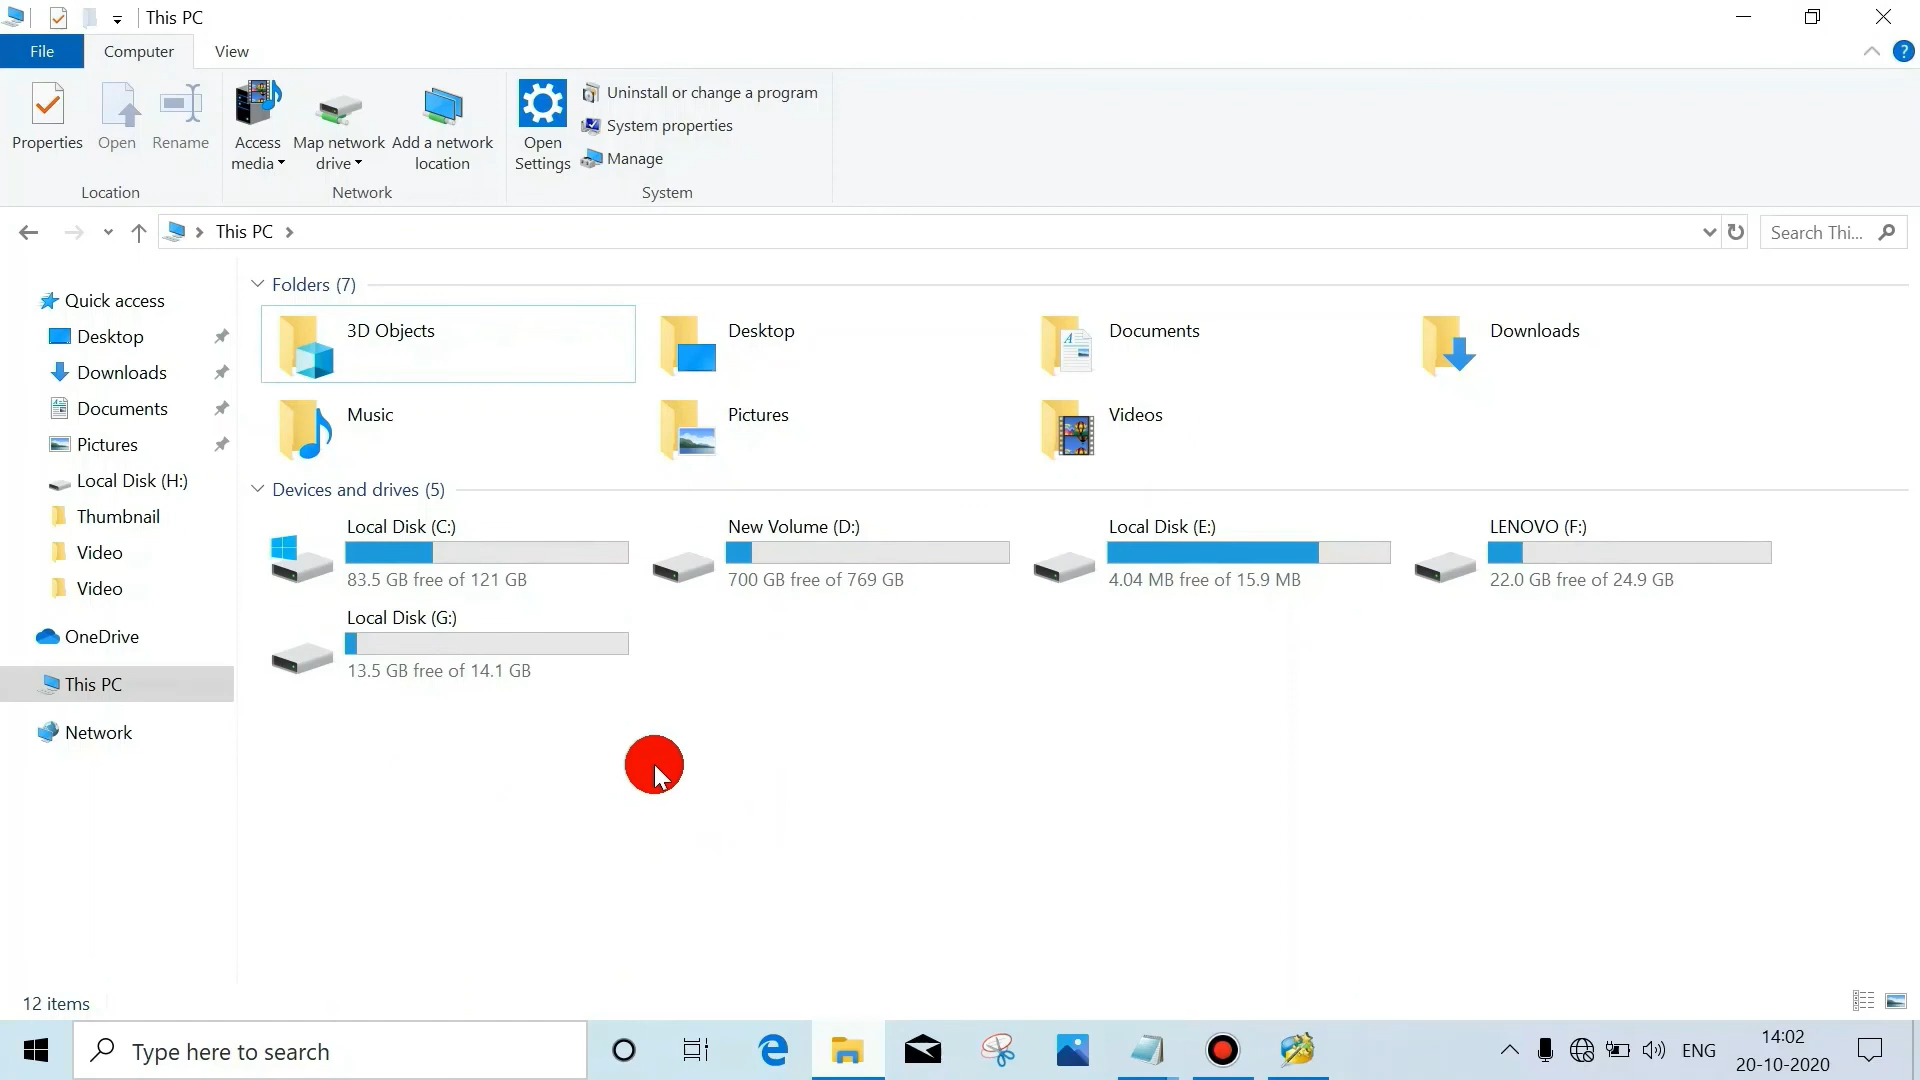 This PC
File
Computer
View
Properties
Open
Rename
Access media
Map network drive
Add a network location
Open Settings
Uninstall or change a program
System properties
Manage
Location
Network
System
This PC
Search Thi...
Quick access
Desktop
Downloads
Documents
Pictures
Local Disk (H:)
Thumbnail
Video
Video
OneDrive
This PC
Network
Folders (7)
3D Objects
Desktop
Documents
Downloads
Music
Pictures
Videos
Devices and drives (5)
Local Disk (C:)
83.5 GB free of 121 GB
New Volume (D:)
700 GB free of 769 GB
Local Disk (E:)
4.04 MB free of 15.9 MB
LENOVO (F:)
22.0 GB free of 24.9 GB
Local Disk (G:)
13.5 GB free of 14.1 GB
12 items
Type here to search
ENG
14:02
20-10-2020